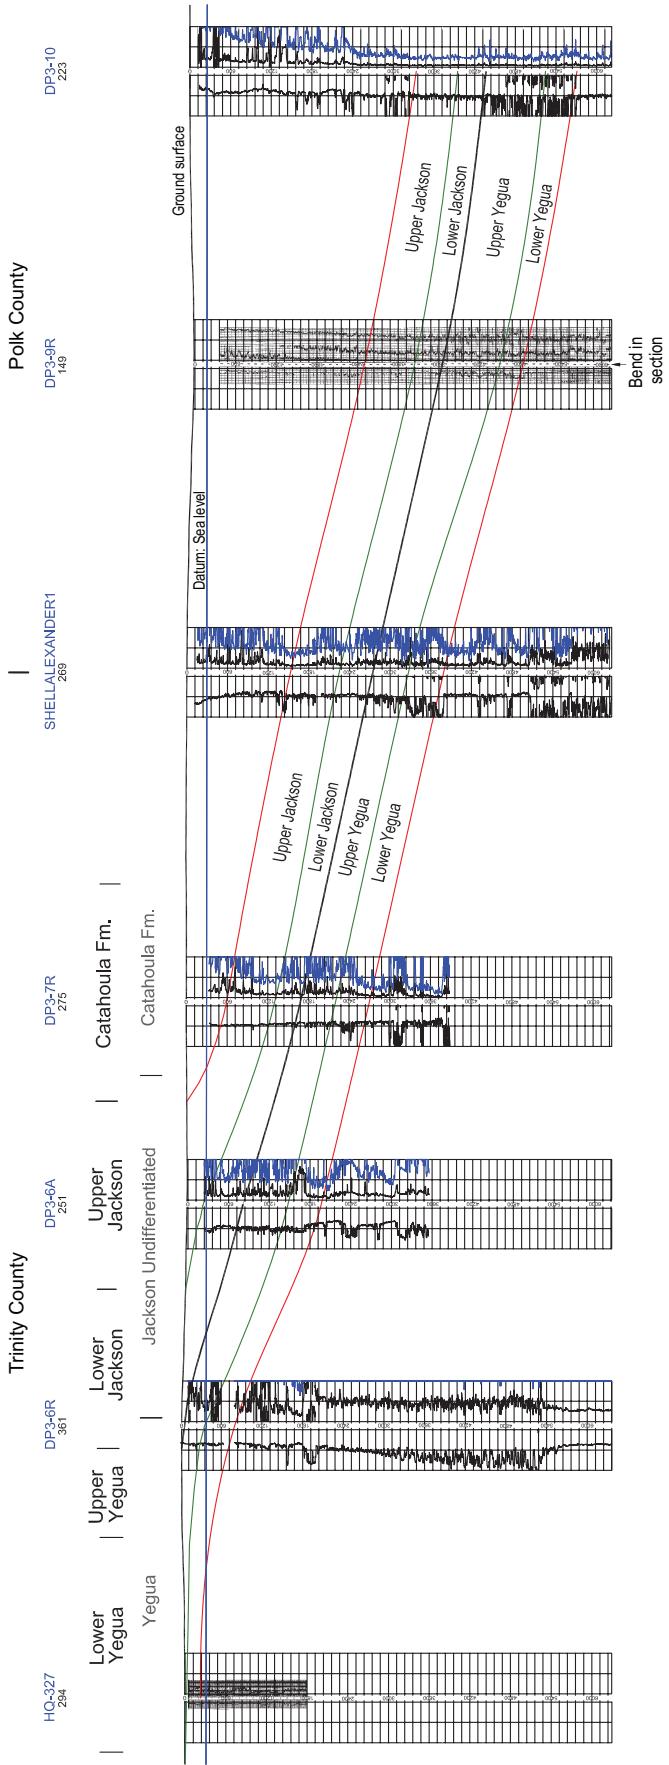 Trinity County
Polk County
HQ-327
294
DP3-6R
361
DP3-6A
251
DP3-7R
275
SHELLALEXANDER1
269
DP3-9R
149
DP3-10
223
Lower
Yegua
Upper
Yegua
Lower
Jackson
Upper
Jackson
Catahoula Fm.
Yegua
Jackson Undifferentiated
Catahoula Fm.
Ground surface
Datum: Sea level
Upper Jackson
Lower Jackson
Upper Yegua
Lower Yegua
Upper Jackson
Lower Jackson
Upper Yegua
Lower Yegua
Bend in
section